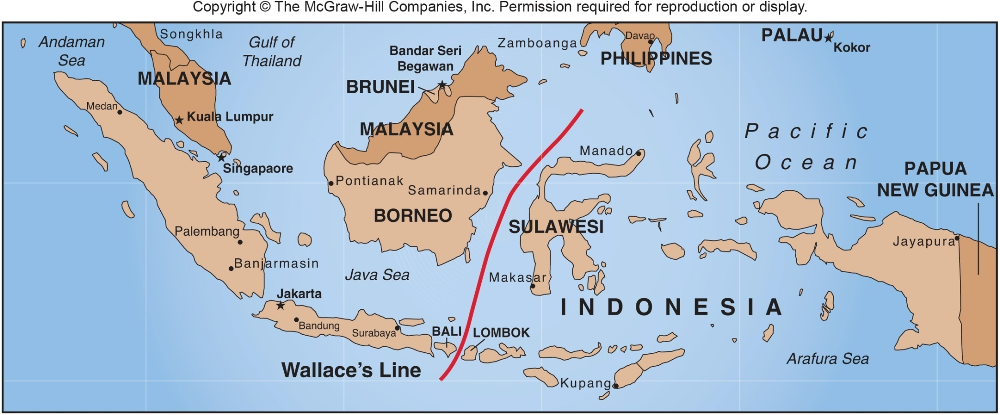 Copyright © The McGraw-Hill Companies, Inc. Permission required for reproduction or display.
Andaman
Sea
Songkhla
Gulf of
Thailand
Zamboanga
Davao
PHILIPPINES
PALAU
Kokor
Bandar Seri
Begawan
BRUNEI
MALAYSIA
Medan
Kuala Lumpur
MALAYSIA
Singapaore
Manado
Pacific
Ocean
PAPUA
NEW GUINEA
Pontianak
Samarinda
BORNEO
SULAWESI
Palembang
Banjarmasin
Jayapura
Java Sea
Makasar
Jakarta
INDONESIA
Bandung
Surabaya
BALI
LOMBOK
Wallace’s Line
Arafura Sea
Kupang